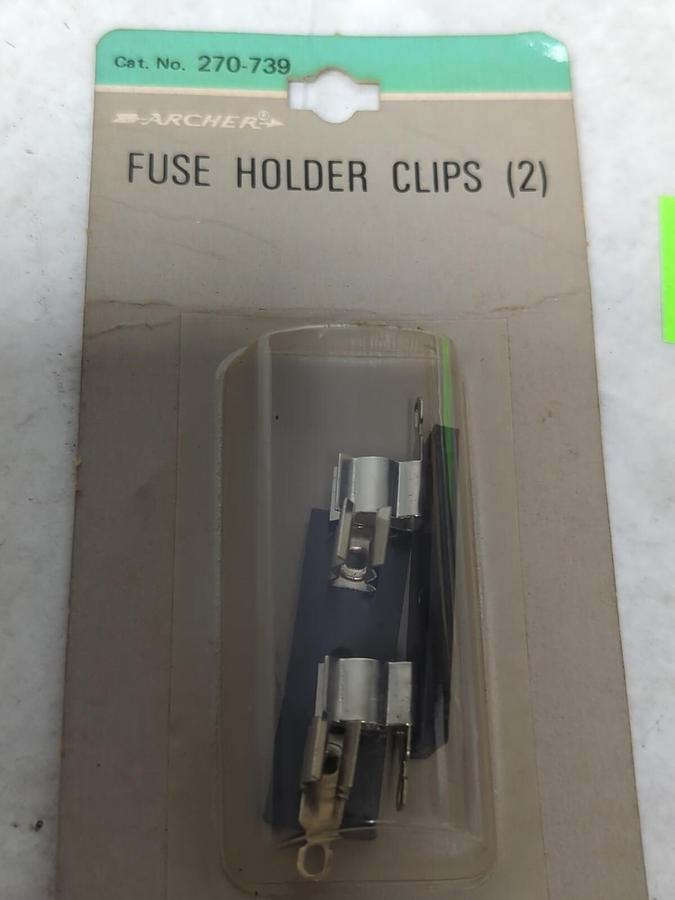 Cat. No. 270-739
ARCHER®
FUSE HOLDER CLIPS (2)